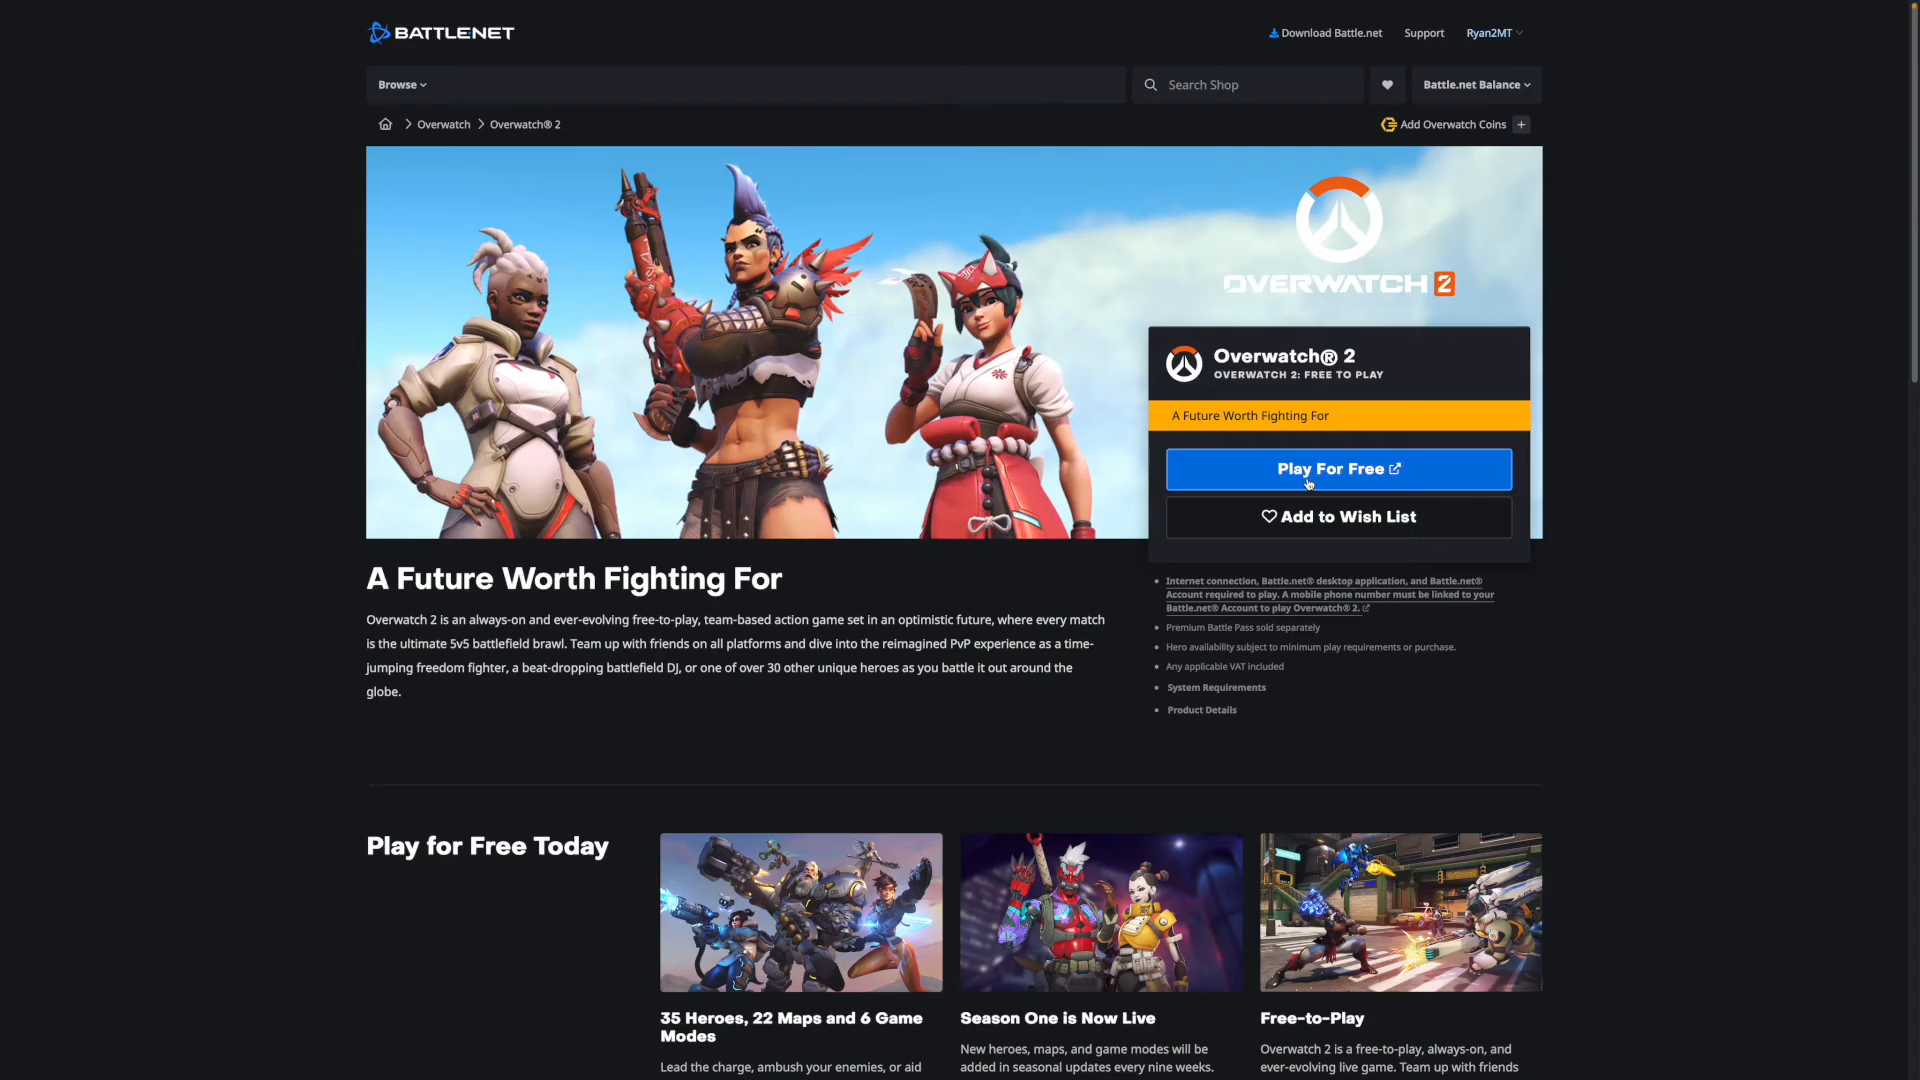 BATTLE.NET
Download Battle.net
Support
Ryan2MT
Browse
Search Shop
Battle.net Balance
Overwatch
Overwatch® 2
Add Overwatch Coins
OVERWATCH 2
Overwatch® 2
OVERWATCH 2: FREE TO PLAY
A Future Worth Fighting For
Play For Free
Add to Wish List
A Future Worth Fighting For
Overwatch 2 is an always-on and ever-evolving free-to-play, team-based action game set in an optimistic future, where every match
is the ultimate 5v5 battlefield brawl. Team up with friends on all platforms and dive into the reimagined PvP experience as a time-
jumping freedom fighter, a beat-dropping battlefield DJ, or one of over 30 other unique heroes as you battle it out around the
globe.
Internet connection, Battle.net® desktop application, and Battle.net®
Account required to play. A mobile phone number must be linked to your
Battle.net® Account to play Overwatch® 2.
Premium Battle Pass sold separately
Hero availability subject to minimum play requirements or purchase.
Any applicable VAT included
System Requirements
Product Details
Play for Free Today
35 Heroes, 22 Maps and 6 Game
Modes
Lead the charge, ambush your enemies, or aid
Season One is Now Live
New heroes, maps, and game modes will be
added in seasonal updates every nine weeks.
Free-to-Play
Overwatch 2 is a free-to-play, always-on, and
ever-evolving live game. Team up with friends